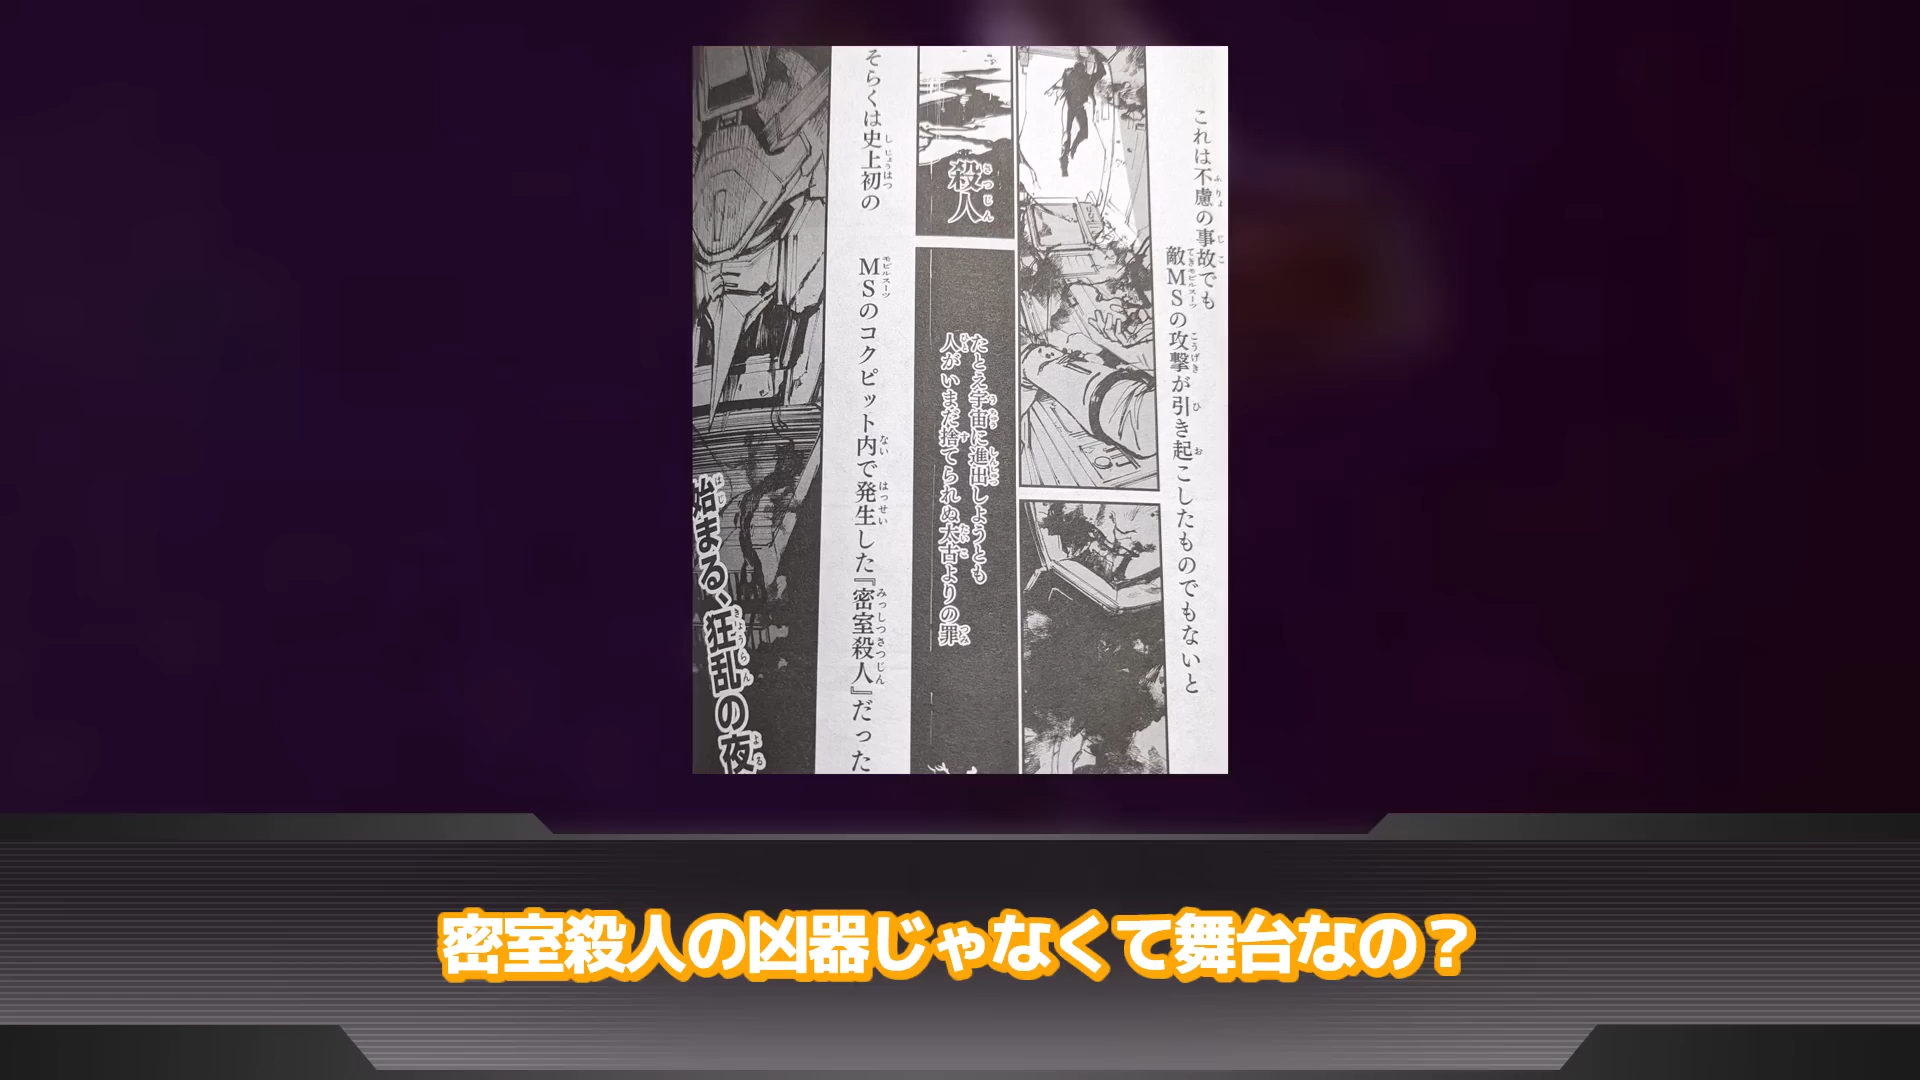 これは不慮の事故でも
敵MSの攻撃が引き起こしたものでもないと
殺人
たとえ宇宙に進出しようとも
人がいまだ捨てられぬ太古よりの罪
そらくは史上初の
MSのコクピット内で発生した『密室殺人』だった
始まる、狂乱の夜
密室殺人の凶器じゃなくて舞台なの？